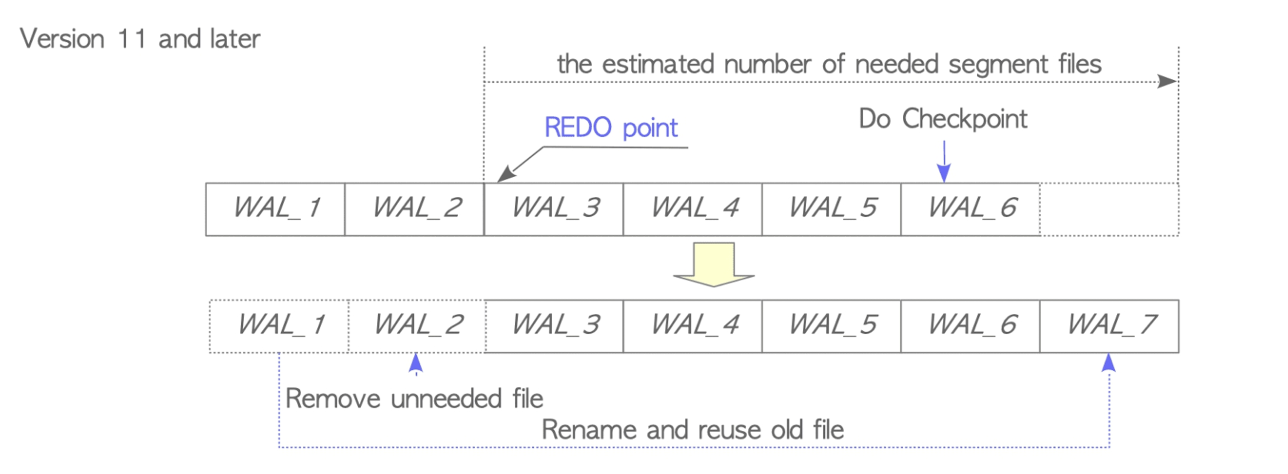 Version 11 and later
the estimated number of needed segment files
REDO point
Do Checkpoint
WAL_1 WAL_2 WAL_3 WAL_4 WAL_5 WAL_6
WAL_1 WAL_2 WAL_3 WAL_4 WAL_5 WAL_6 WAL_7
Remove unneeded file
Rename and reuse old file